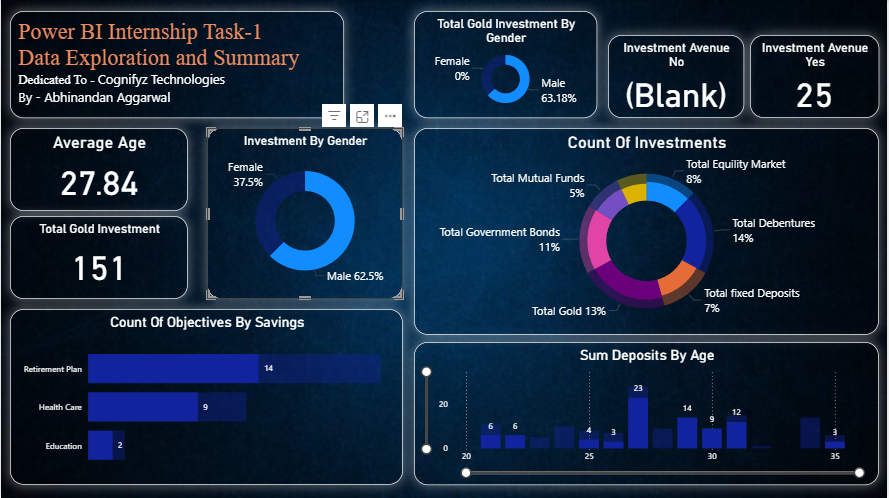 Power BI Internship Task-1
Data Exploration and Summary
Dedicated To - Cognifyz Technologies
By - Abhinandan Aggarwal
Total Gold Investment By
Gender
Female
0%
Male
63.18%
Investment Avenue
No
(Blank)
Investment Avenue
Yes
25
Average Age
27.84
Total Gold Investment
151
Investment By Gender
Female
37.5%
Male 62.5%
Count Of Investments
Total Equility Market
8%
Total Mutual Funds
5%
Total Debentures
14%
Total Government Bonds
11%
Total fixed Deposits
7%
Total Gold 13%
Count Of Objectives By Savings
Retirement Plan
14
Health Care
9
Education
2
Sum Deposits By Age
20
0
6
6
4
3
23
14
9
12
3
20
25
30
35